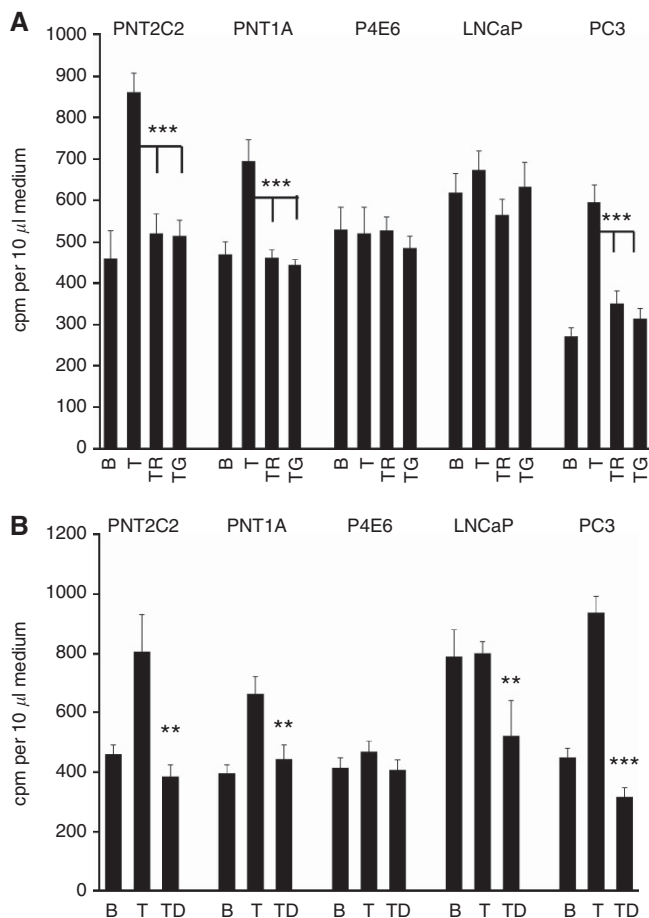 A
PNT2C2 PNT1A P4E6 LNCaP PC3
1000
900
800
700
600
500
400
300
200
100
0
cpm per 10 µl medium
*** *** ***
B T TR TG B T TR TG B T TR TG B T TR TG B T TR TG
B
PNT2C2 PNT1A P4E6 LNCaP PC3
1200
1000
800
600
400
200
0
cpm per 10 µl medium
** ** ** ***
B T TD B T TD B T TD B T TD B T TD